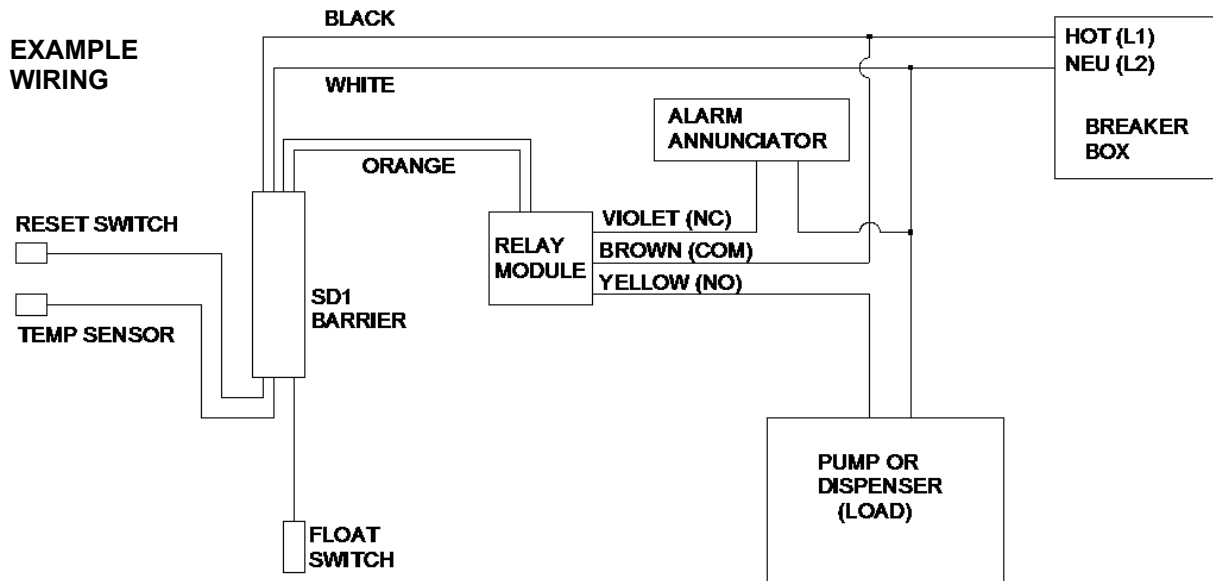 BLACK
EXAMPLE
WIRING
HOT (L1)
NEU (L2)
WHITE
ALARM
ANNUNCIATOR
BREAKER
BOX
ORANGE
RESET SWITCH
VIOLET (NC)
RELAY
MODULE
BROWN (COM)
YELLOW (NO)
SD1
BARRIER
TEMP SENSOR
PUMP OR
DISPENSER
(LOAD)
FLOAT
SWITCH